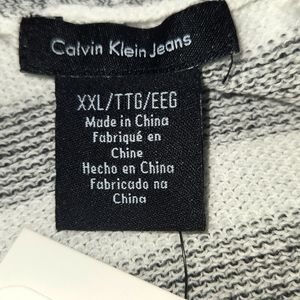 Calvin Klein Jeans
XXL/TTG/EEG
Made in China
Fabriqué en
Chine
Hecho en China
Fabricado na
China